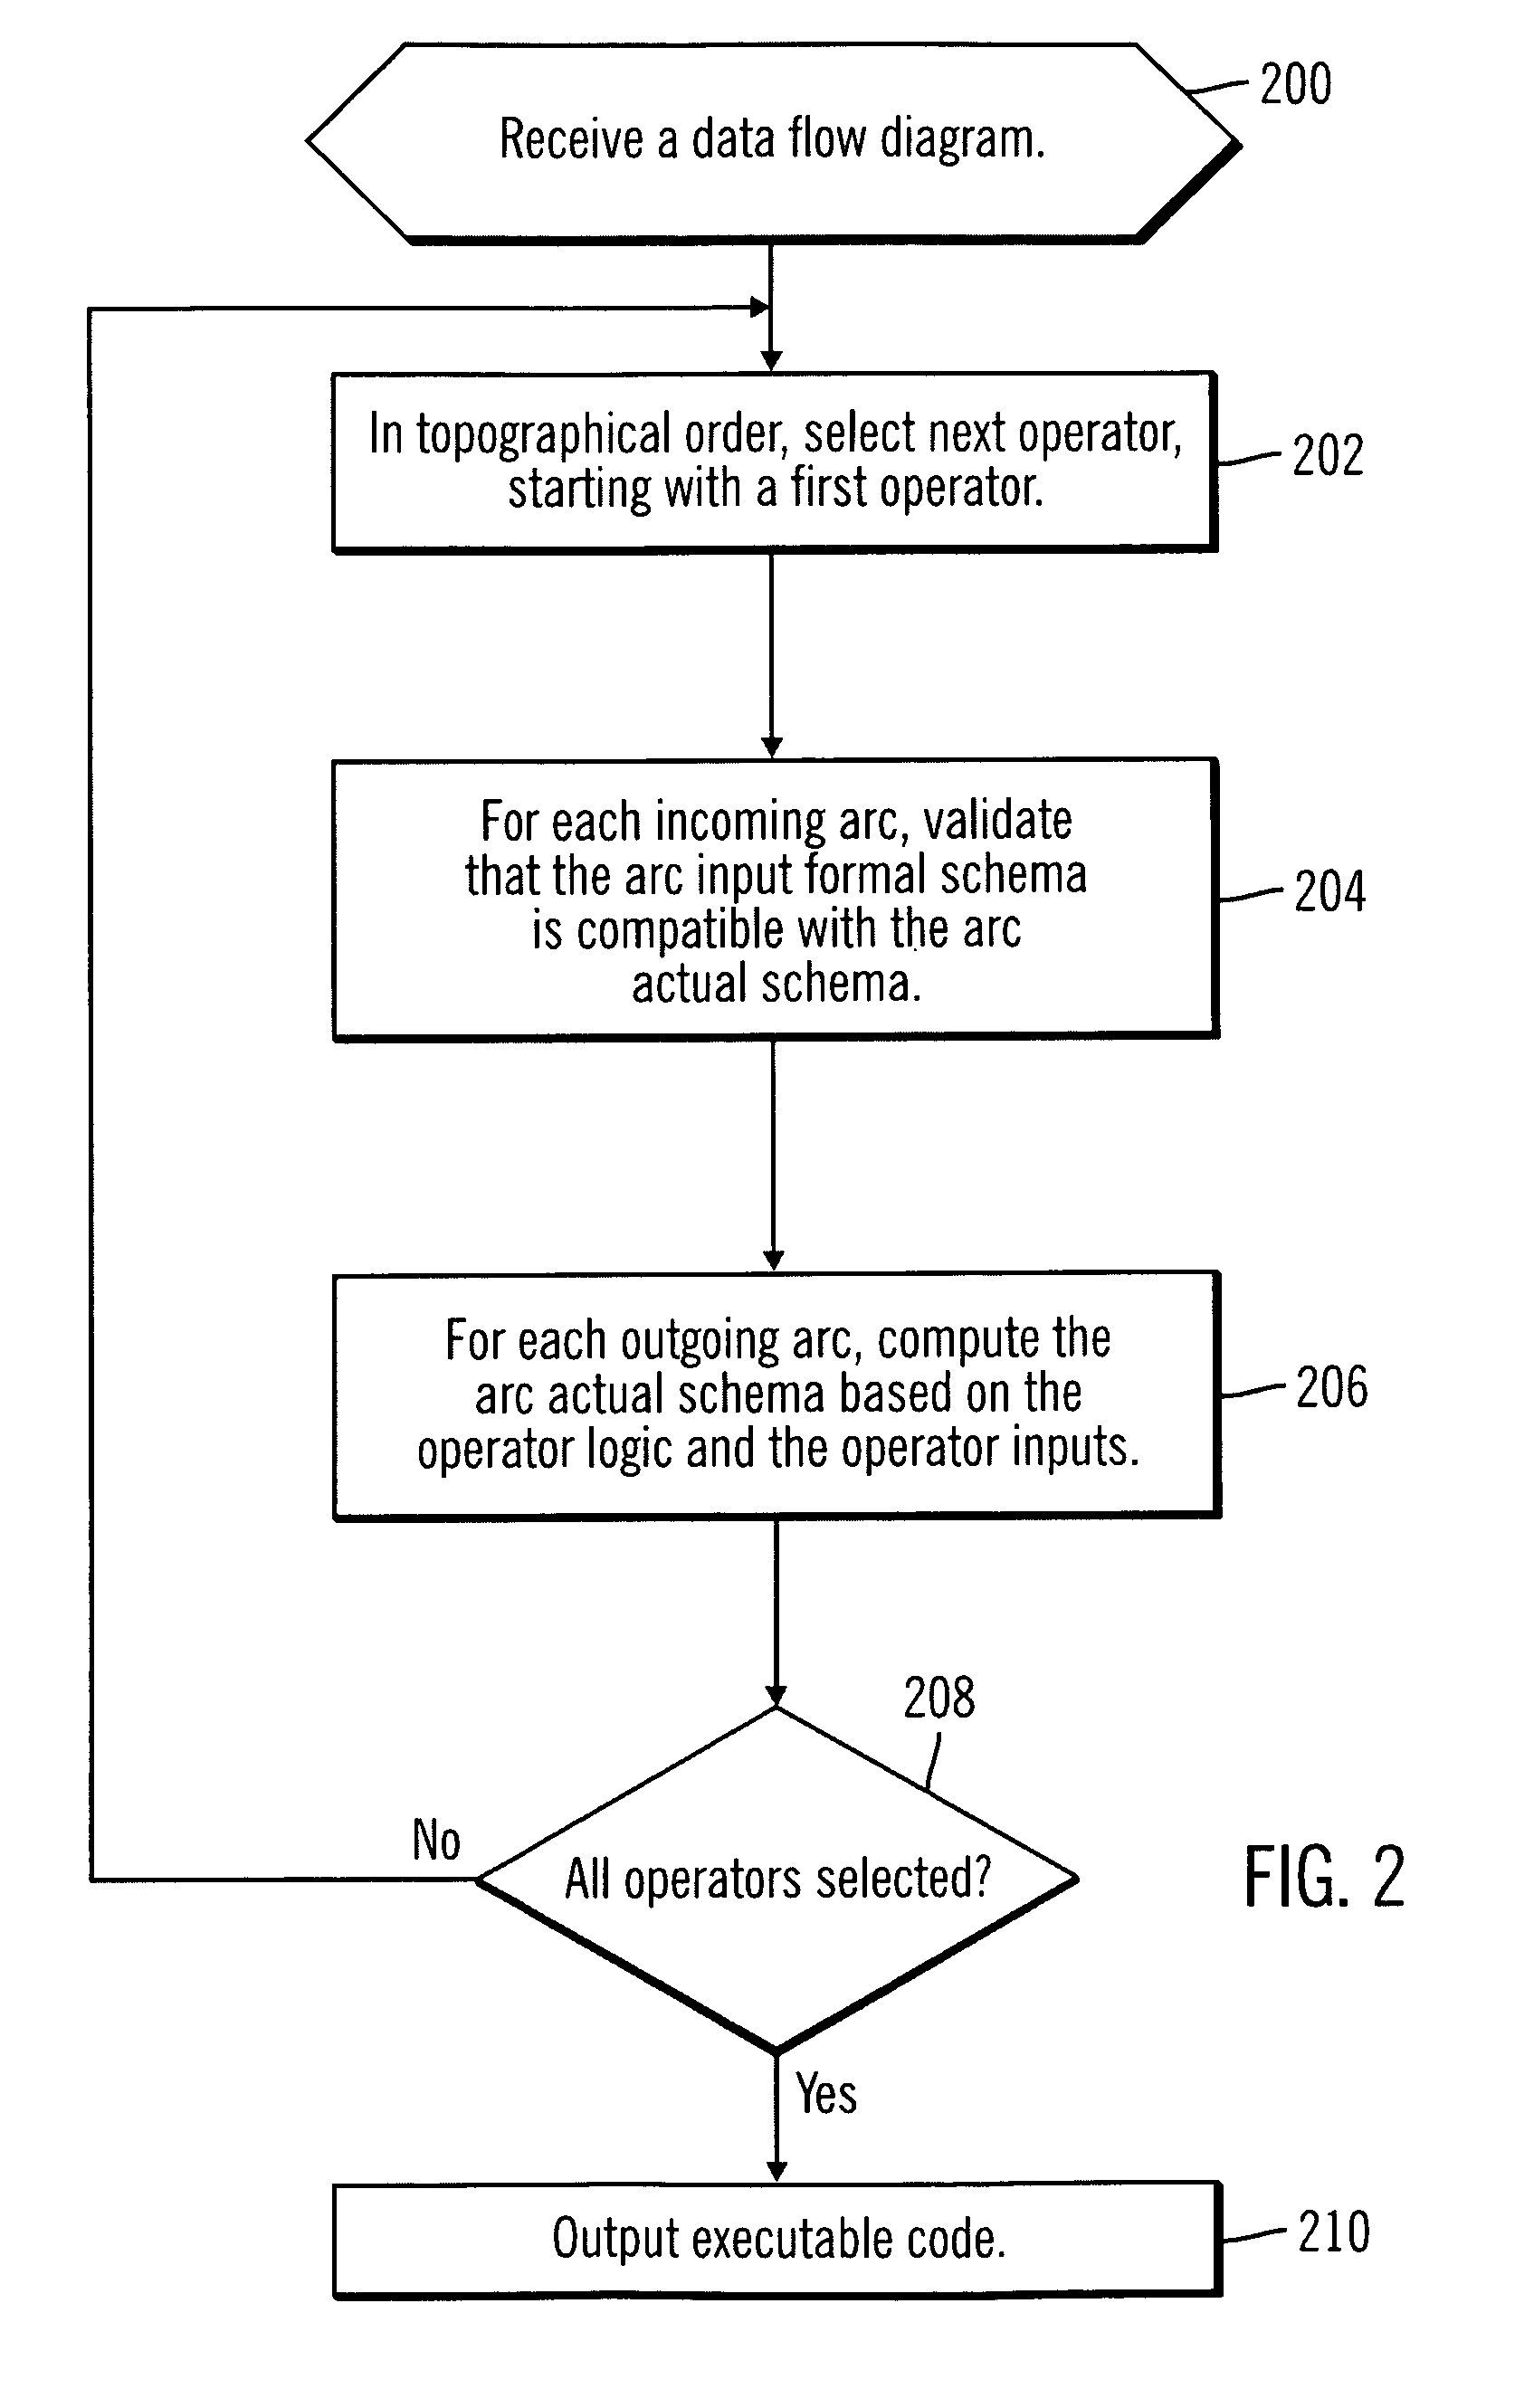 200
Receive a data flow diagram.
In topographical order, select next operator,
starting with a first operator.
202
For each incoming arc, validate
that the arc input formal schema
is compatible with the arc
actual schema.
204
For each outgoing arc, compute the
arc actual schema based on the
operator logic and the operator inputs.
206
208
No
All operators selected?
FIG. 2
Yes
Output executable code.
210